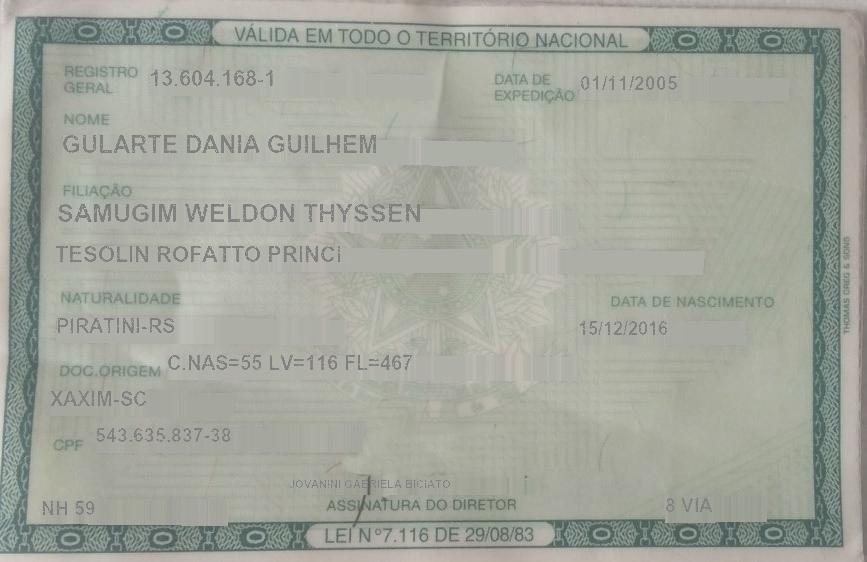 VÁLIDA EM TODO O TERRITÓRIO NACIONAL
REGISTRO GERAL 13.604.168-1 DATA DE EXPEDIÇÃO 01/11/2005
NOME
GULARTE DANIA GUILHEM
FILIAÇÃO
SAMUGIM WELDON THYSSEN
TESOLIN ROFATTO PRINCI
NATURALIDADE DATA DE NASCIMENTO
PIRATINI-RS 15/12/2016
DOC.ORIGEM C.NAS=55 LV=116 FL=467
XAXIM-SC
CPF 543.635.837-38
JOVANINI GABRIELA BICIATO
NH 59 ASSINATURA DO DIRETOR 8 VIA
LEI Nº7.116 DE 29/08/83
THOMAS GREG & SONS